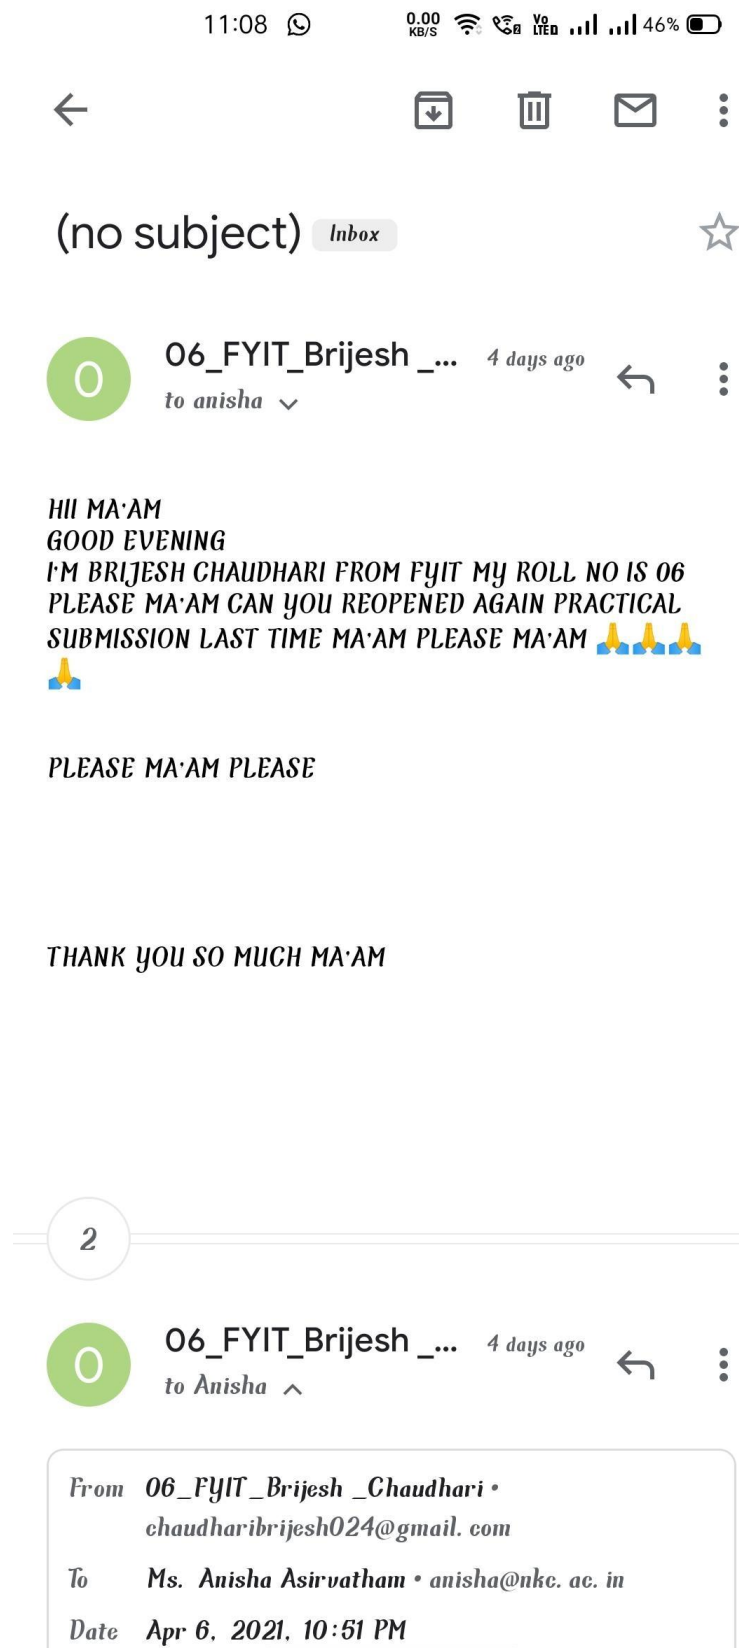 11:08 0.00 KB/S Vo LTE 46%
(no subject) Inbox
O
06_FYIT_Brijesh _... 4 days ago
to anisha
HII MA'AM
GOOD EVENING
I'M BRIJESH CHAUDHARI FROM FYIT MY ROLL NO IS 06
PLEASE MA'AM CAN YOU REOPENED AGAIN PRACTICAL
SUBMISSION LAST TIME MA'AM PLEASE MA'AM 🙏🙏🙏
🙏
PLEASE MA'AM PLEASE
THANK YOU SO MUCH MA'AM
2
O
06_FYIT_Brijesh _... 4 days ago
to Anisha
From 06_FYIT_Brijesh _Chaudhari •
chaudharibrijesh024@gmail. com
To Ms. Anisha Asirvatham • anisha@nkc. ac. in
Date Apr 6, 2021, 10:51 PM